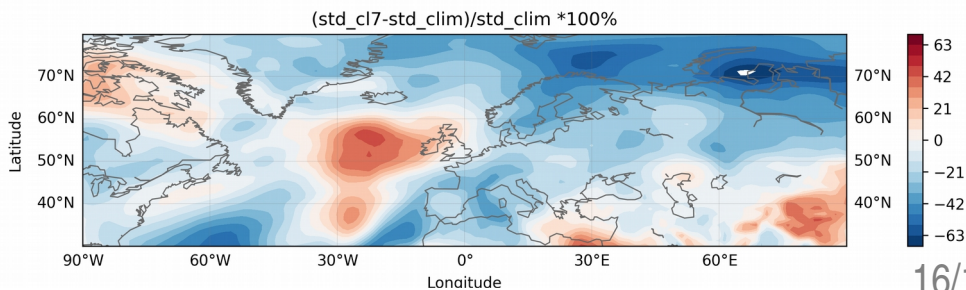 (std_cl7-std_clim)/std_clim *100%
70°N 70°N 63
60°N 60°N 42
50°N 50°N 21
40°N 40°N 0
−21
−42
−63
90°W 60°W 30°W 0° 30°E 60°E
Latitude
Longitude
16/